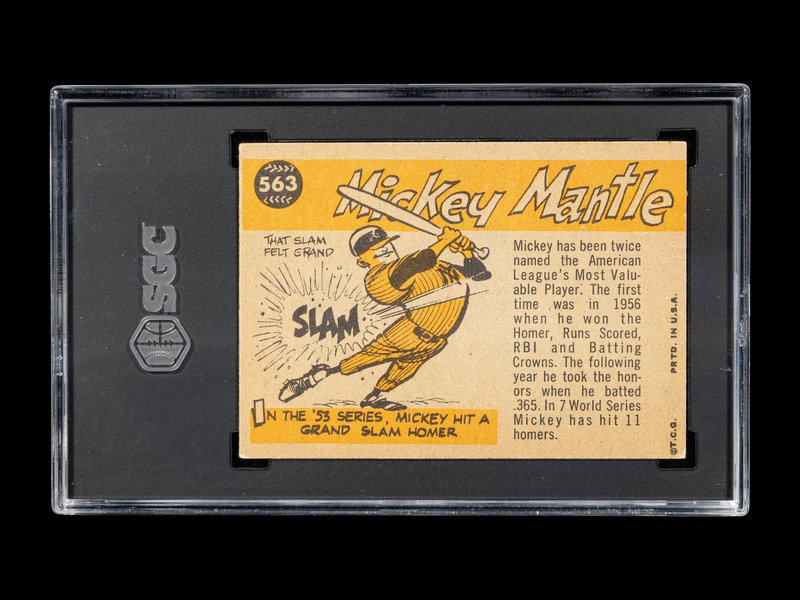 563
Mickey Mantle
THAT SLAM
FELT GRAND
SLAM
IN THE '53 SERIES, MICKEY HIT A
GRAND SLAM HOMER
Mickey has been twice
named the American
League's Most Valu-
able Player. The first
time was in 1956
when he won the
Homer, Runs Scored,
RBI and Batting
Crowns. The following
year he took the hon-
ors when he batted
.365. In 7 World Series
Mickey has hit 11
homers.
©T.C.G. PRTD. IN U.S.A.
SGC